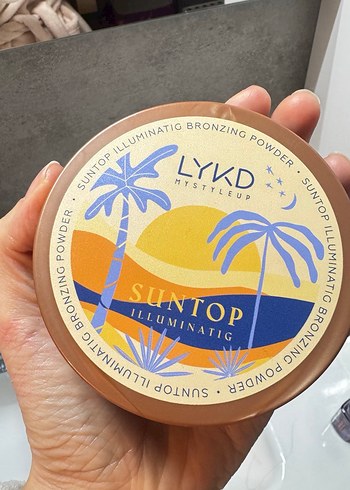 SUNTOP ILLUMINATIG BRONZING POWDER • SUNTOP ILLUMINATIG BRONZING POWDER • SUNTOP ILLUMINATIG BRONZING POWDER •
LYKD
MYSTYLEUP
SUNTOP
ILLUMINATIG